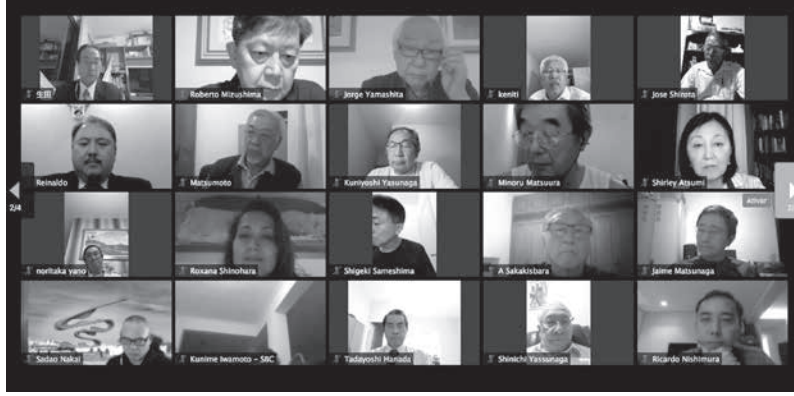 生田
Roberto Mizushima
Jorge Yamashita
keniti
Jose Shirota
Reinaldo
Matsumoto
Kuniyoshi Yasunaga
Minoru Matsuura
Shirley Atsumi
2/4
Ativar
noritaka yano
Roxana Shinohara
Shigeki Sameshima
A Sakakisbara
Jaime Matsunaga
Sadao Nakai
Kunime Iwamoto – SBC
Tadayoshi Hanada
Shinichi Yassunaga
Ricardo Nishimura